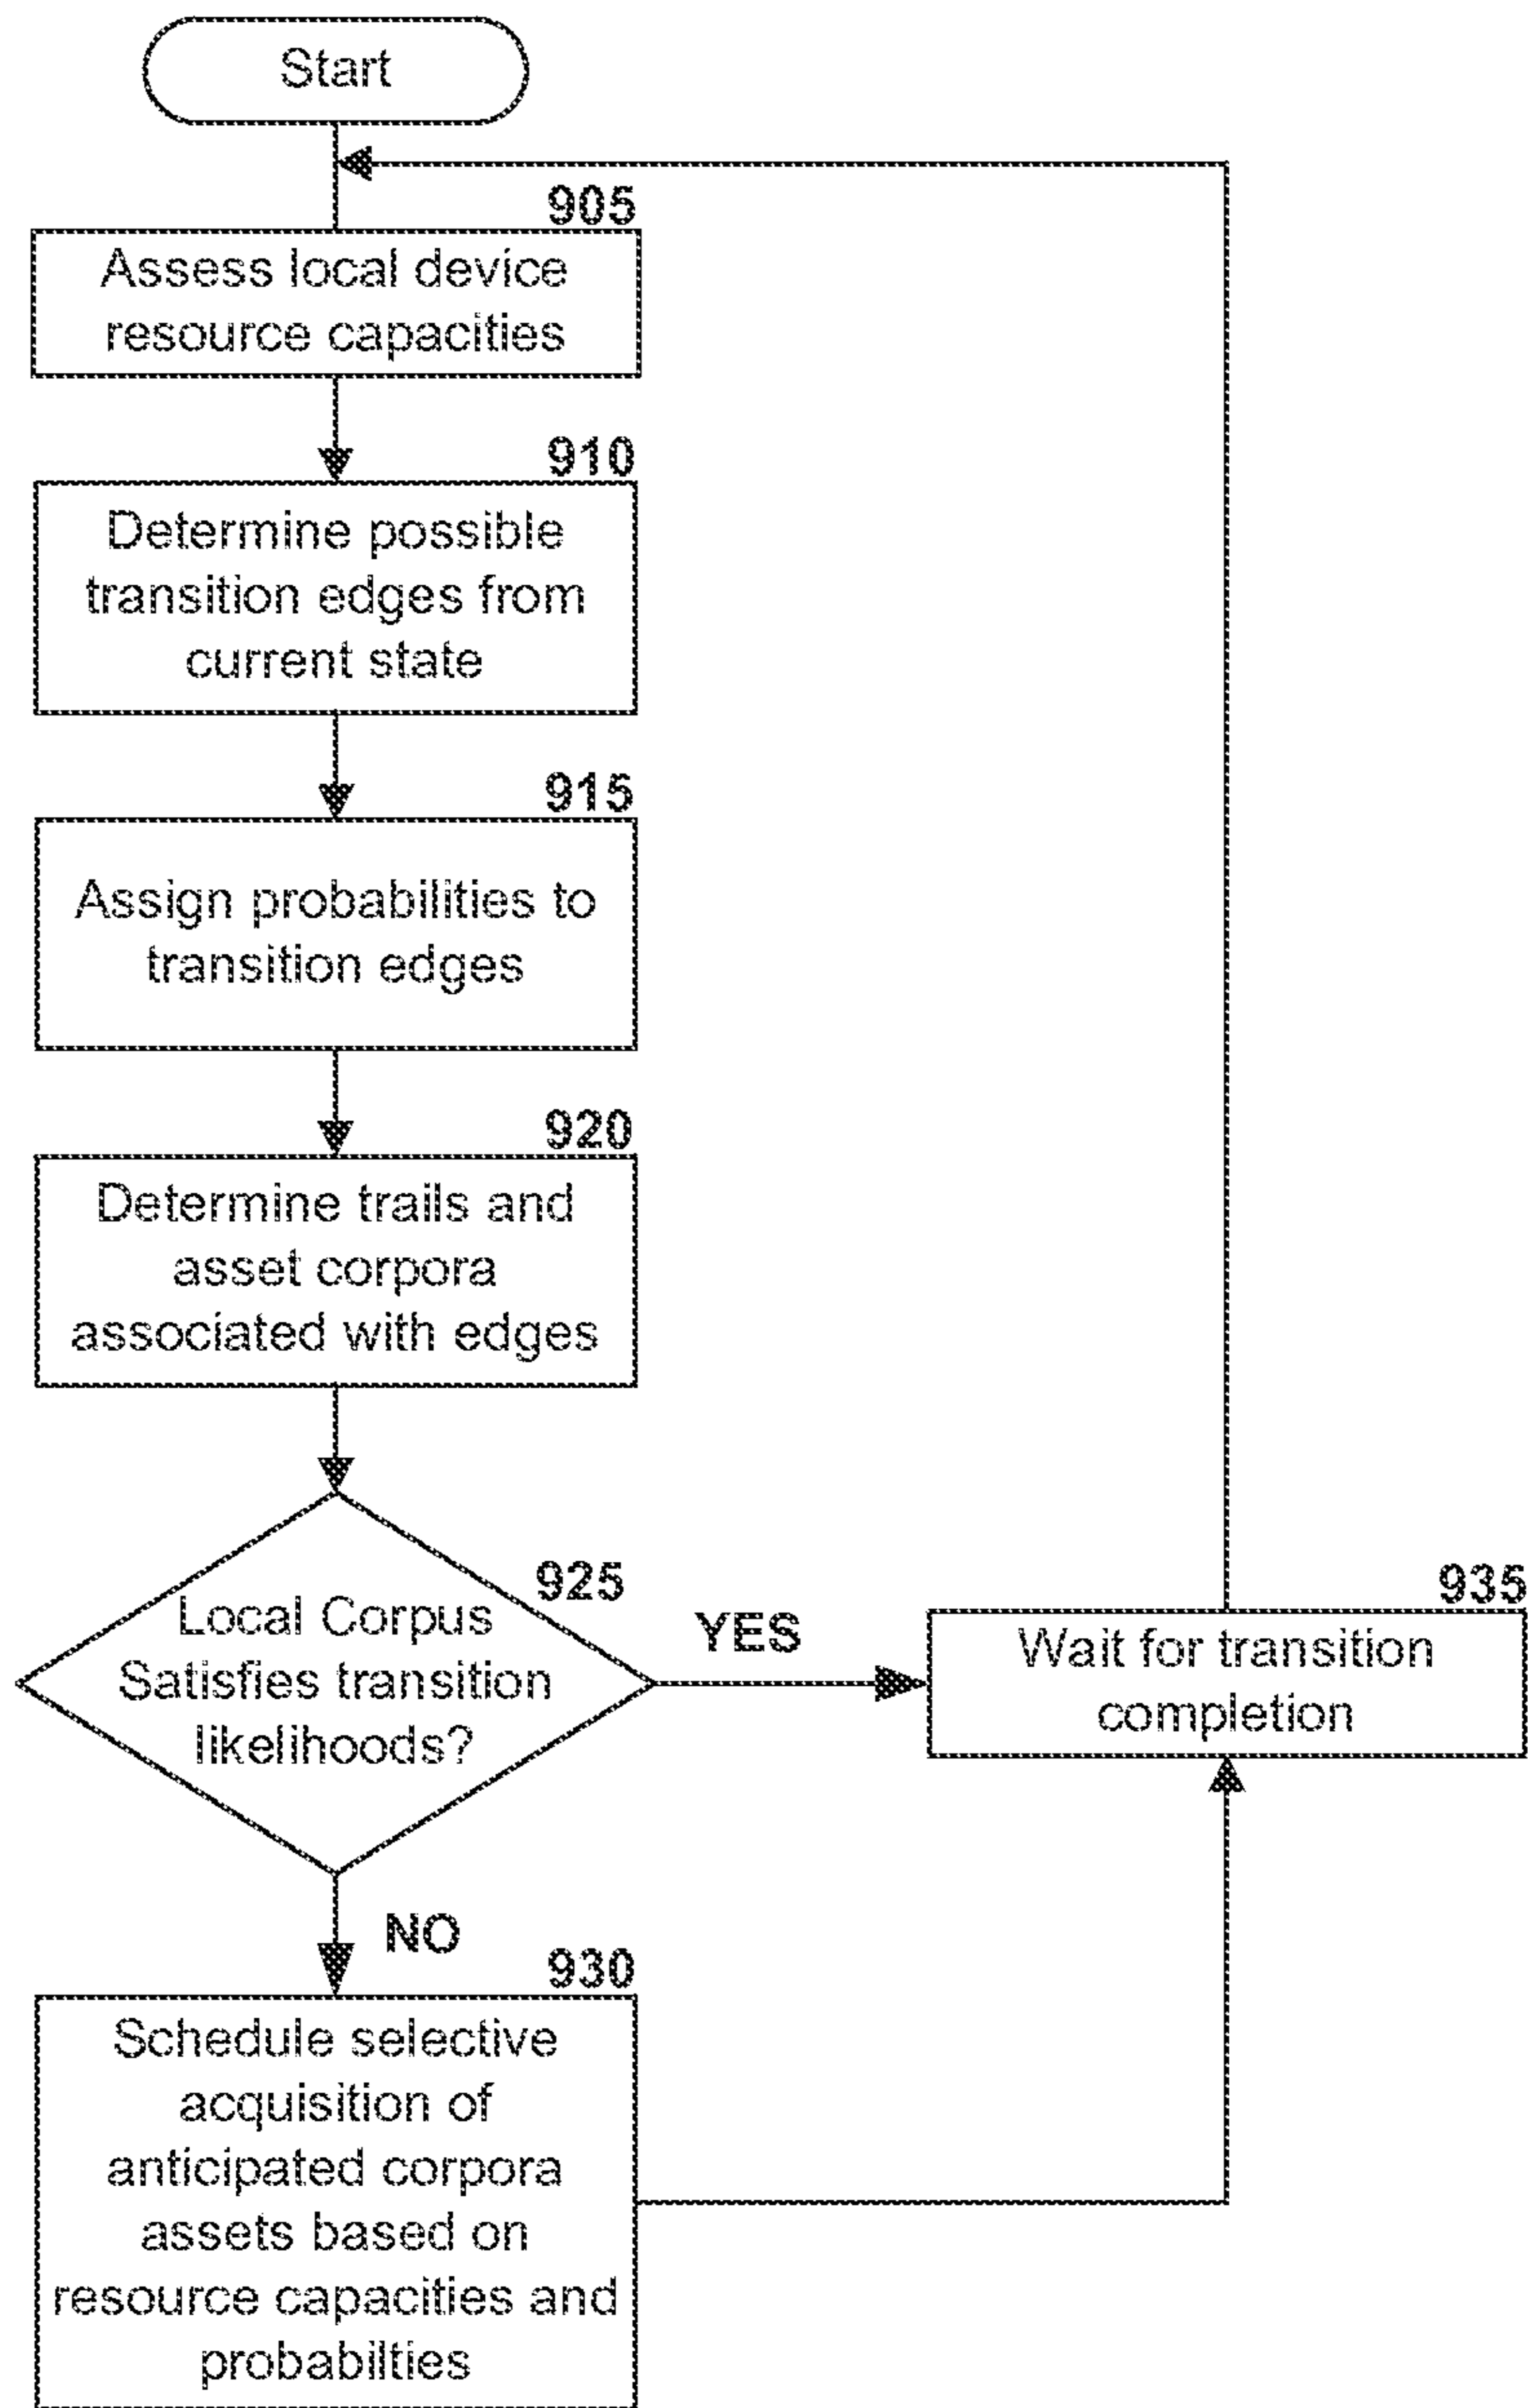 Start
905
Assess local device
resource capacities
910
Determine possible
transition edges from
current state
915
Assign probabilities to
transition edges
920
Determine trails and
asset corpora
associated with edges
925
Local Corpus
Satisfies transition
likelihoods?
YES
935
Wait for transition
completion
NO
930
Schedule selective
acquisition of
anticipated corpora
assets based on
resource capacities and
probabilties